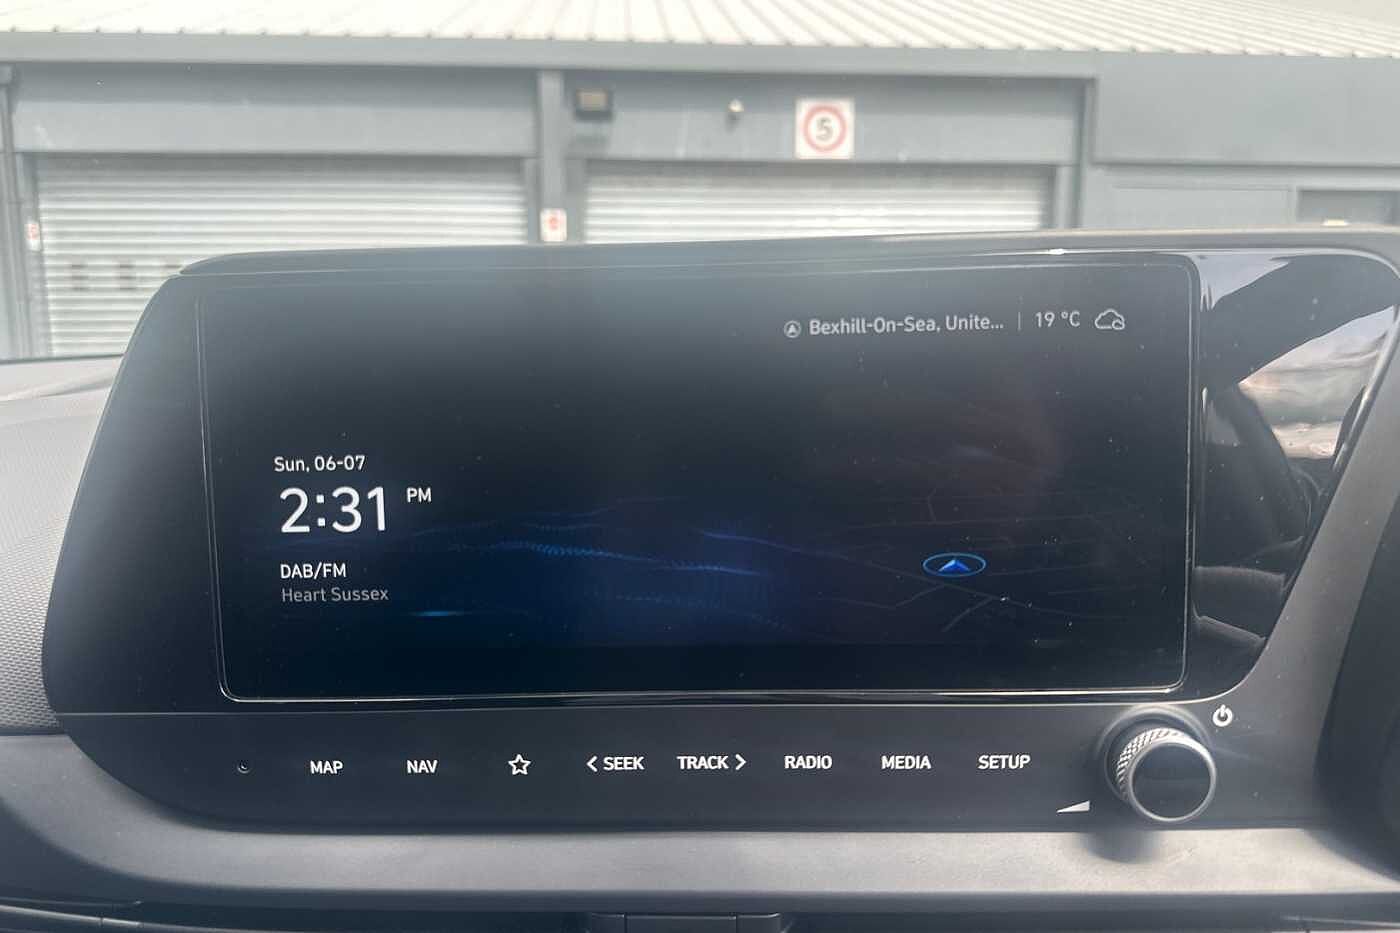 5
Bexhill-On-Sea, Unite... | 19 °C
Sun, 06-07
2:31 PM
DAB/FM
Heart Sussex
MAP NAV ☆ < SEEK TRACK > RADIO MEDIA SETUP